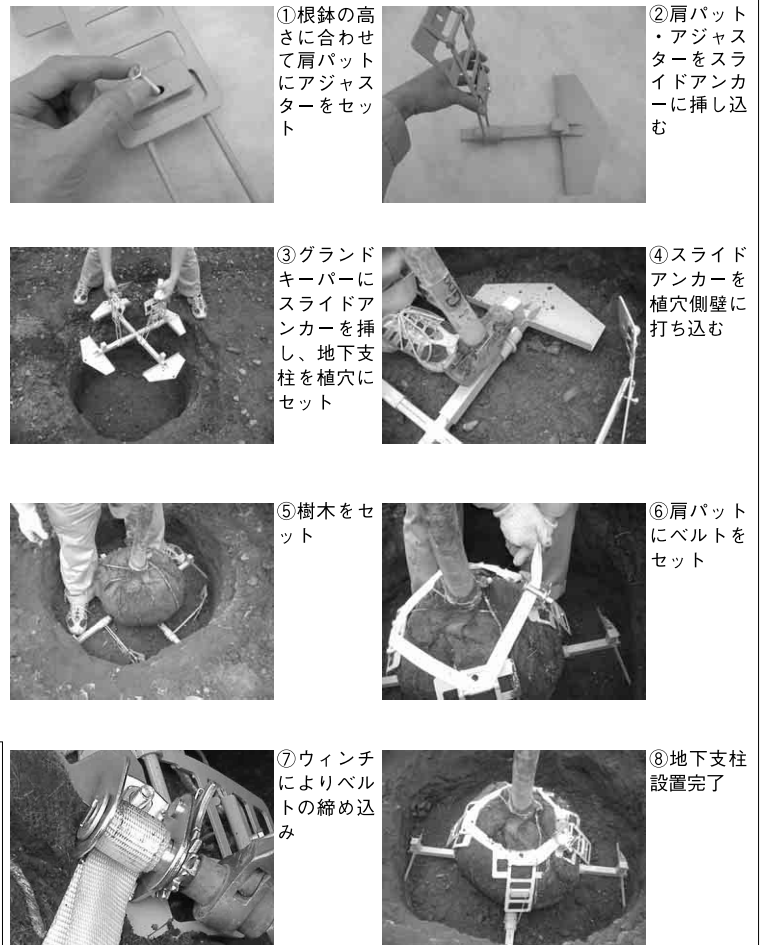 ①根鉢の高
さに合わせ
て肩パット
にアジャス
ターをセッ
ト
②肩パット
・アジャス
ターをスラ
イドアンカ
ーに挿し込
む
③グランド
キーパーに
スライドア
ンカーを挿
し、地下支
柱を植穴に
セット
④スライド
アンカーを
植穴側壁に
打ち込む
⑤樹木をセ
ット
⑥肩パット
にベルトを
セット
⑦ウィンチ
によりベル
トの締め込
み
⑧地下支柱
設置完了